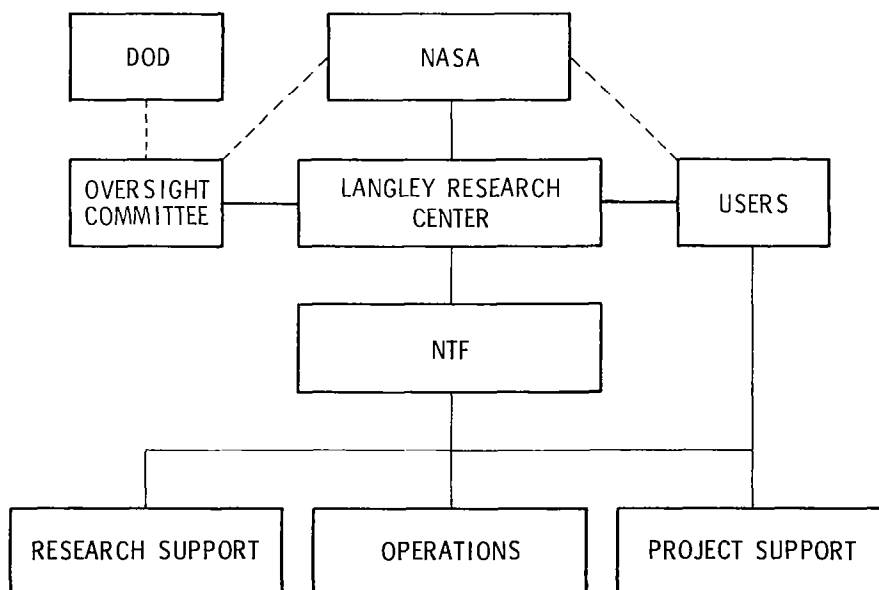 DOD
NASA
OVERSIGHT
COMMITTEE
LANGLEY RESEARCH
CENTER
USERS
NTF
RESEARCH SUPPORT
OPERATIONS
PROJECT SUPPORT